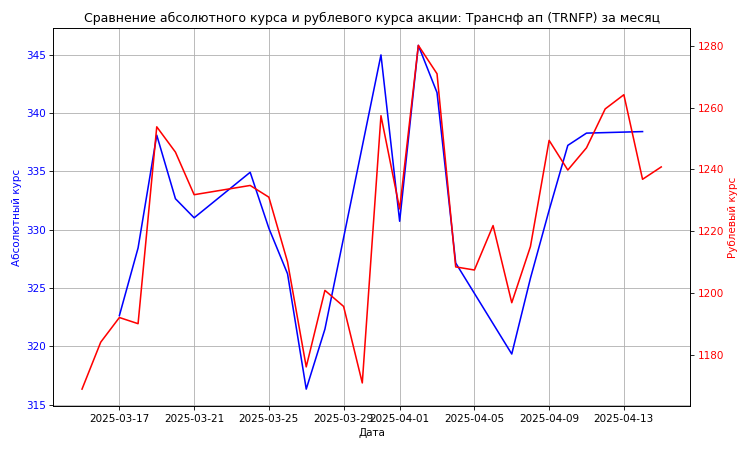 Сравнение абсолютного курса и рублевого курса акции: Транснф ап (TRNFP) за месяц
345
340
335
330
325
320
315
Абсолютный курс
1280
1260
1240
1220
1200
1180
Рублевый курс
2025-03-17 2025-03-21 2025-03-25 2025-03-29 2025-04-01 2025-04-05 2025-04-09 2025-04-13
Дата